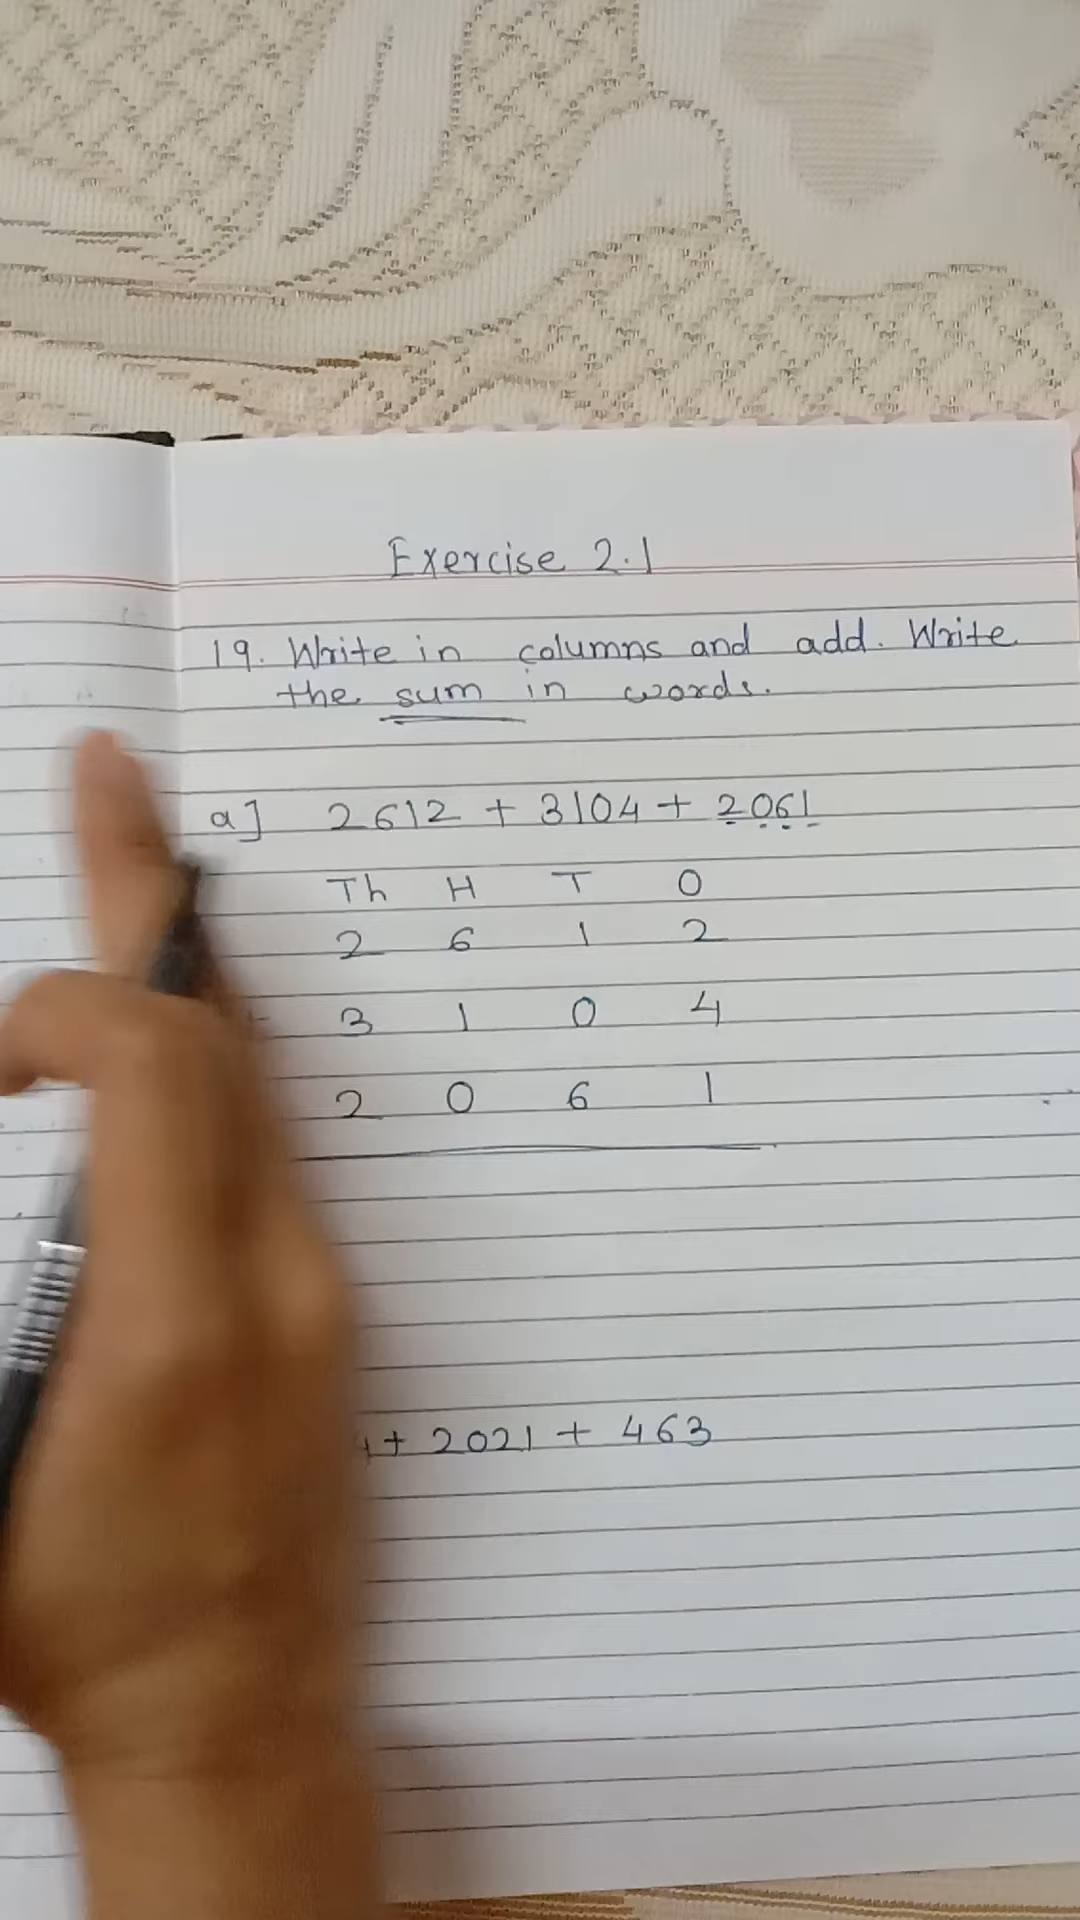 Exercise 2.1
19. Write in columns and add. Write
the sum in words.
a] 2612 + 3104 + 2061
Th H T O
2 6 1 2
3 1 0 4
2 0 6 1
+ 2021 + 463